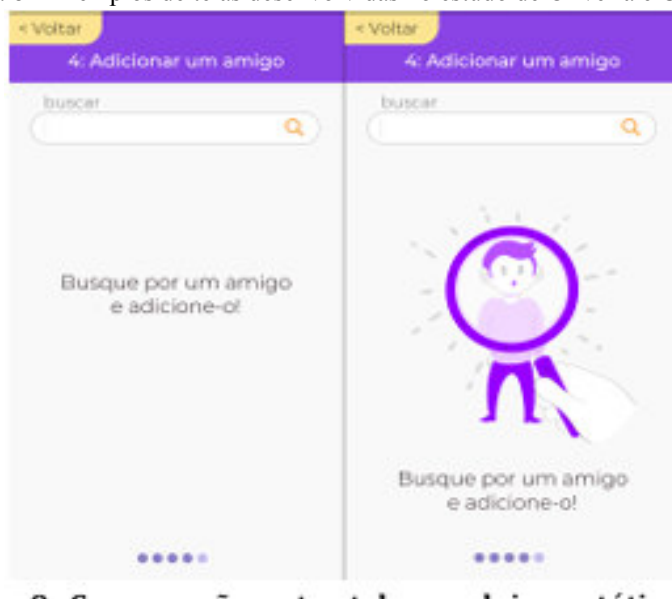 < Voltar
4: Adicionar um amigo
buscar
Busque por um amigo
e adicione-o!
< Voltar
4: Adicionar um amigo
buscar
Busque por um amigo
e adicione-o!